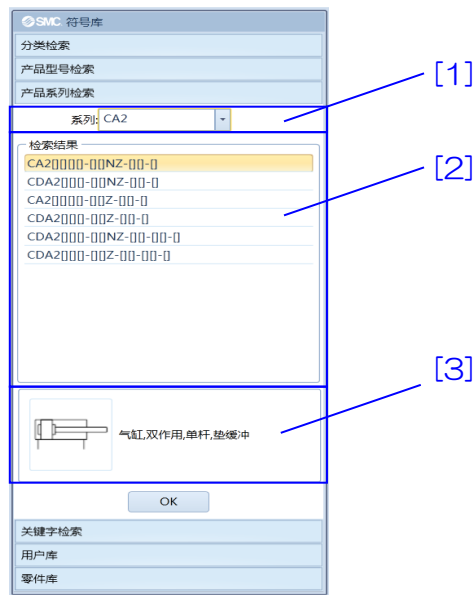 SMC 符号库
分类检索
产品型号检索
产品系列检索
系列: CA2
检索结果
CA2[][][][]-[][]NZ-[][]-[]
CDA2[][][]-[][]NZ-[][]-[]
CA2[][][]-[][]Z-[][]-[]
CDA2[][][]-[][]Z-[][]-[]
CDA2[][][]-[][]NZ-[][]-[][]-[]
CDA2[][][]-[][]Z-[][]-[][]-[]
气缸,双作用,单杆,垫缓冲
OK
关键字检索
用户库
零件库
[1]
[2]
[3]